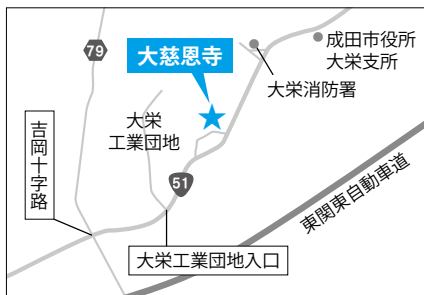 79
大慈恩寺
成田市役所
大栄支所
大栄消防署
大栄
工業団地
吉岡十字路
51
東関東自動車道
大栄工業団地入口